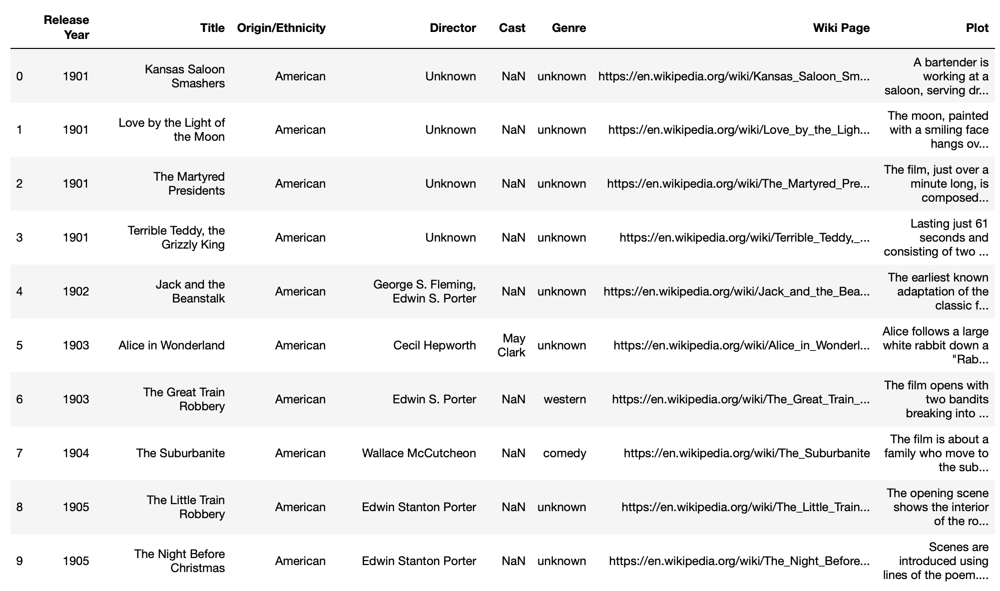 Release Year Title Origin/Ethnicity Director Cast Genre Wiki Page Plot
0 1901 Kansas Saloon Smashers American Unknown NaN unknown https://en.wikipedia.org/wiki/Kansas_Saloon_Sm... A bartender is working at a saloon, serving dr...
1 1901 Love by the Light of the Moon American Unknown NaN unknown https://en.wikipedia.org/wiki/Love_by_the_Ligh... The moon, painted with a smiling face hangs ov...
2 1901 The Martyred Presidents American Unknown NaN unknown https://en.wikipedia.org/wiki/The_Martyred_Pre... The film, just over a minute long, is composed...
3 1901 Terrible Teddy, the Grizzly King American Unknown NaN unknown https://en.wikipedia.org/wiki/Terrible_Teddy,_... Lasting just 61 seconds and consisting of two ...
4 1902 Jack and the Beanstalk American George S. Fleming, Edwin S. Porter NaN unknown https://en.wikipedia.org/wiki/Jack_and_the_Bea... The earliest known adaptation of the classic f...
5 1903 Alice in Wonderland American Cecil Hepworth May Clark unknown https://en.wikipedia.org/wiki/Alice_in_Wonderl... Alice follows a large white rabbit down a "Rab...
6 1903 The Great Train Robbery American Edwin S. Porter NaN western https://en.wikipedia.org/wiki/The_Great_Train_... The film opens with two bandits breaking into ...
7 1904 The Suburbanite American Wallace McCutcheon NaN comedy https://en.wikipedia.org/wiki/The_Suburbanite The film is about a family who move to the sub...
8 1905 The Little Train Robbery American Edwin Stanton Porter NaN unknown https://en.wikipedia.org/wiki/The_Little_Train... The opening scene shows the interior of the ro...
9 1905 The Night Before Christmas American Edwin Stanton Porter NaN unknown https://en.wikipedia.org/wiki/The_Night_Before... Scenes are introduced using lines of the poem....